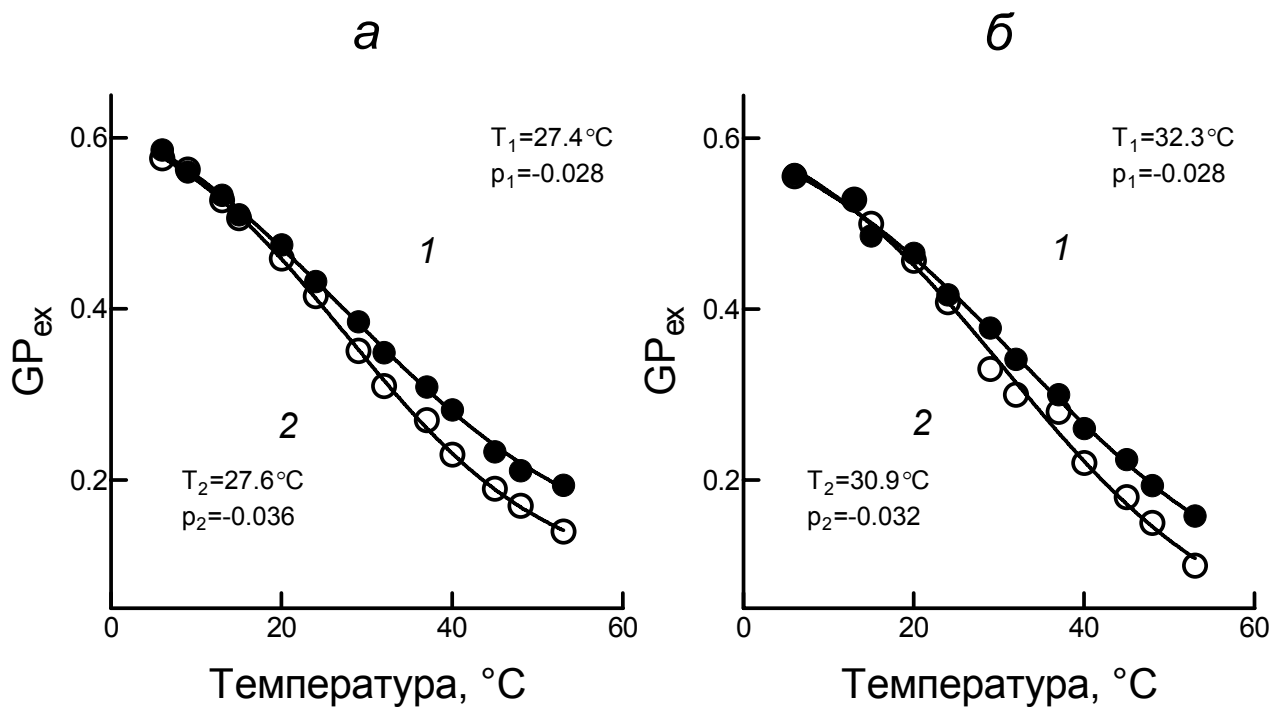 а
0.6
0.4
0.2
GPex
T1=27.4°C
p1=-0.028
1
2
T2=27.6°C
p2=-0.036
0 20 40 60
Температура, °C
б
0.6
0.4
0.2
GPex
T1=32.3°C
p1=-0.028
1
2
T2=30.9°C
p2=-0.032
0 20 40 60
Температура, °C